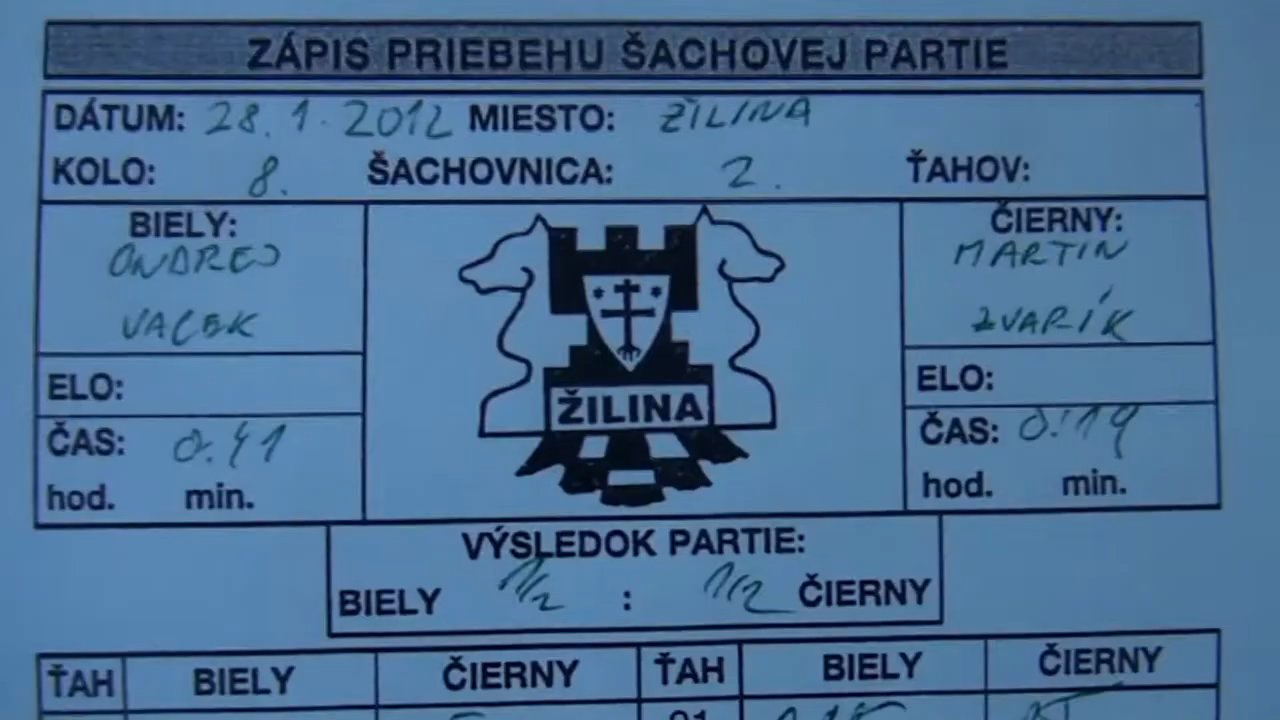 ZÁPIS PRIEBEHU ŠACHOVEJ PARTIE
DÁTUM: 28.1.2012 MIESTO: ŽILINA
KOLO: 8. ŠACHOVNICA: 2. ŤAHOV:
BIELY: ČIERNY:
ONDREJ MARTIN
VALEK ZVARÍK
ELO: ELO:
ČAS: 0.41 ČAS: 0:19
hod. min. hod. min.
ŽILINA
VÝSLEDOK PARTIE:
BIELY 1/2 : 1/2 ČIERNY
ŤAH BIELY ČIERNY ŤAH BIELY ČIERNY